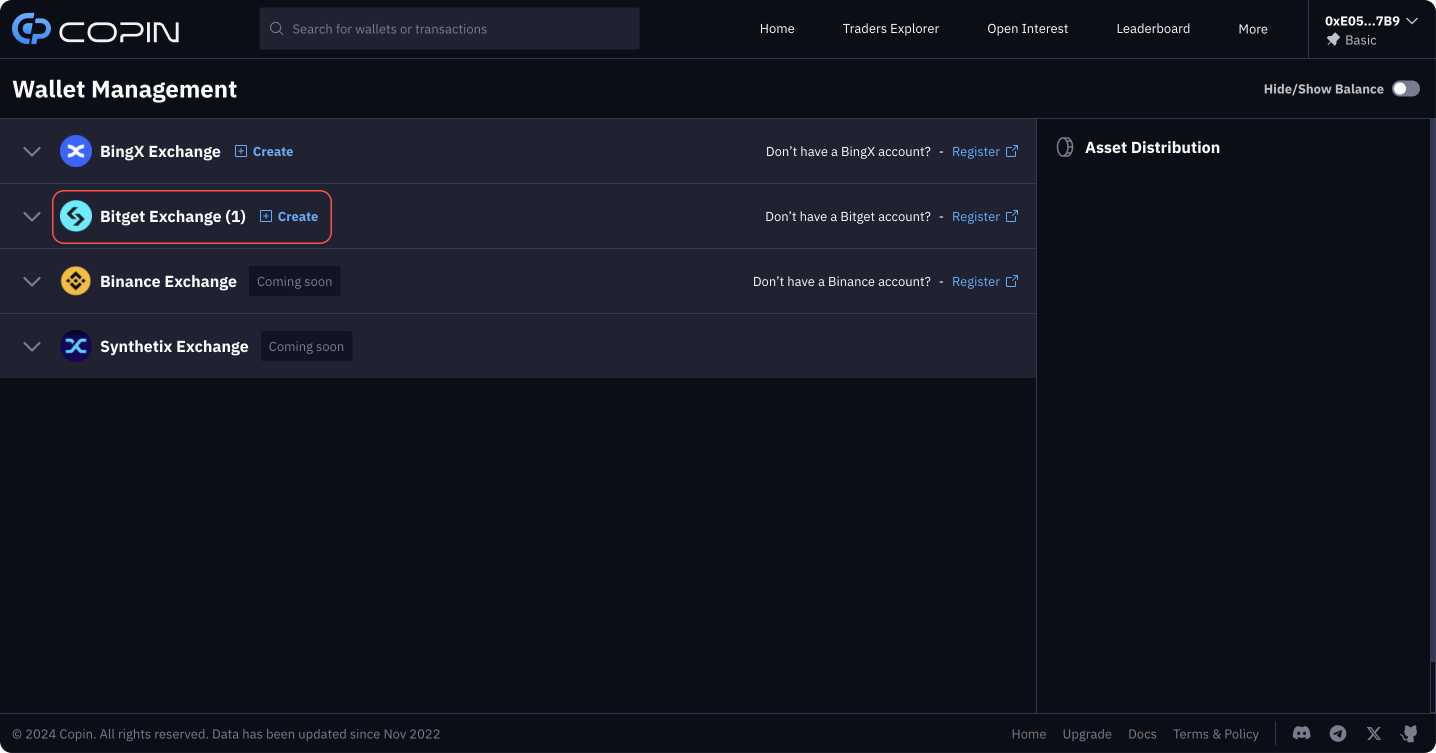 COPIN
Search for wallets or transactions
Home
Traders Explorer
Open Interest
Leaderboard
More
0xE05...7B9
Basic
Wallet Management
Hide/Show Balance
BingX Exchange
Create
Don't have a BingX account? - Register
Asset Distribution
Bitget Exchange (1)
Create
Don't have a Bitget account? - Register
Binance Exchange
Coming soon
Don't have a Binance account? - Register
Synthetix Exchange
Coming soon
© 2024 Copin. All rights reserved. Data has been updated since Nov 2022
Home
Upgrade
Docs
Terms & Policy